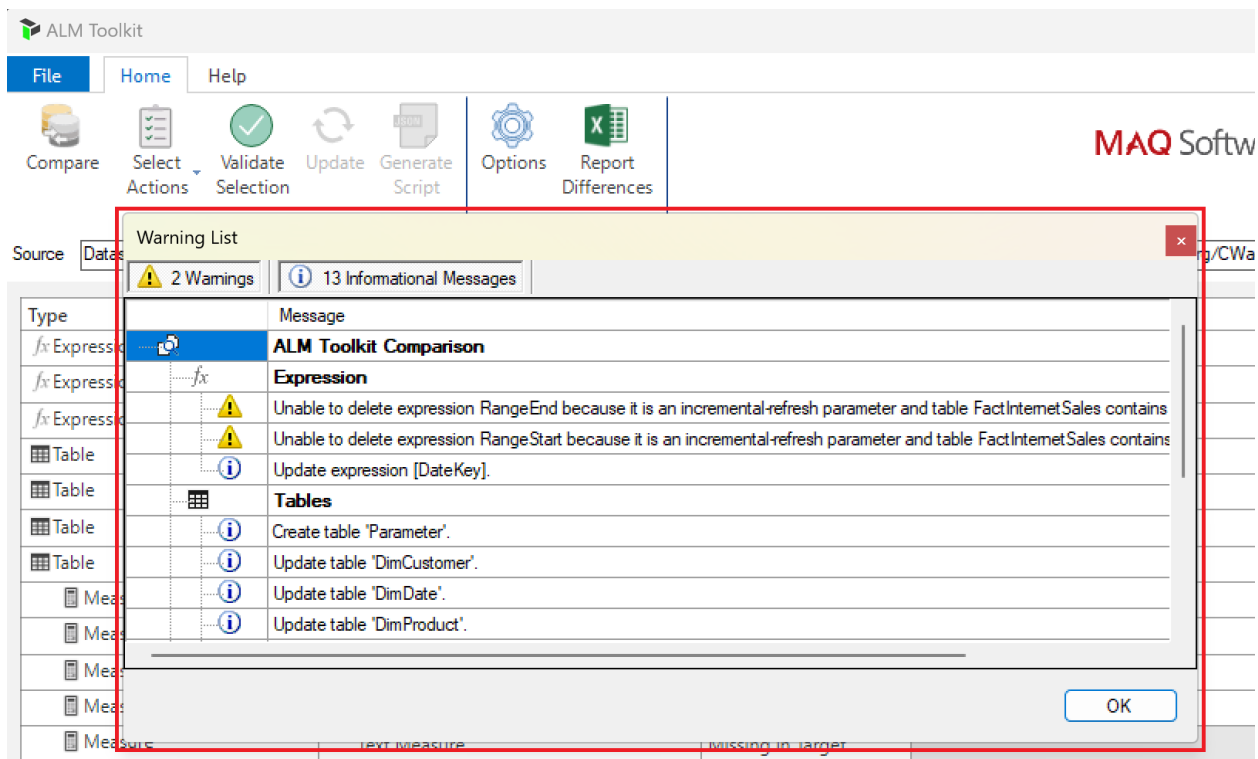 ALM Toolkit
File Home Help
Compare Select Actions Validate Selection Update Generate Script Options Report Differences
JSON
MAQ Softw
Warning List
Source Datas
2 Warnings 13 Informational Messages
Type Message
ALM Toolkit Comparison
Expression
Unable to delete expression RangeEnd because it is an incremental-refresh parameter and table FactInternetSales contains
Unable to delete expression RangeStart because it is an incremental-refresh parameter and table FactInternetSales contains
Update expression [DateKey].
Table
Tables
Table
Create table 'Parameter'.
Table
Update table 'DimCustomer'.
Table
Update table 'DimDate'.
Update table 'DimProduct'.
OK
Measure Text Measure Missing in Target